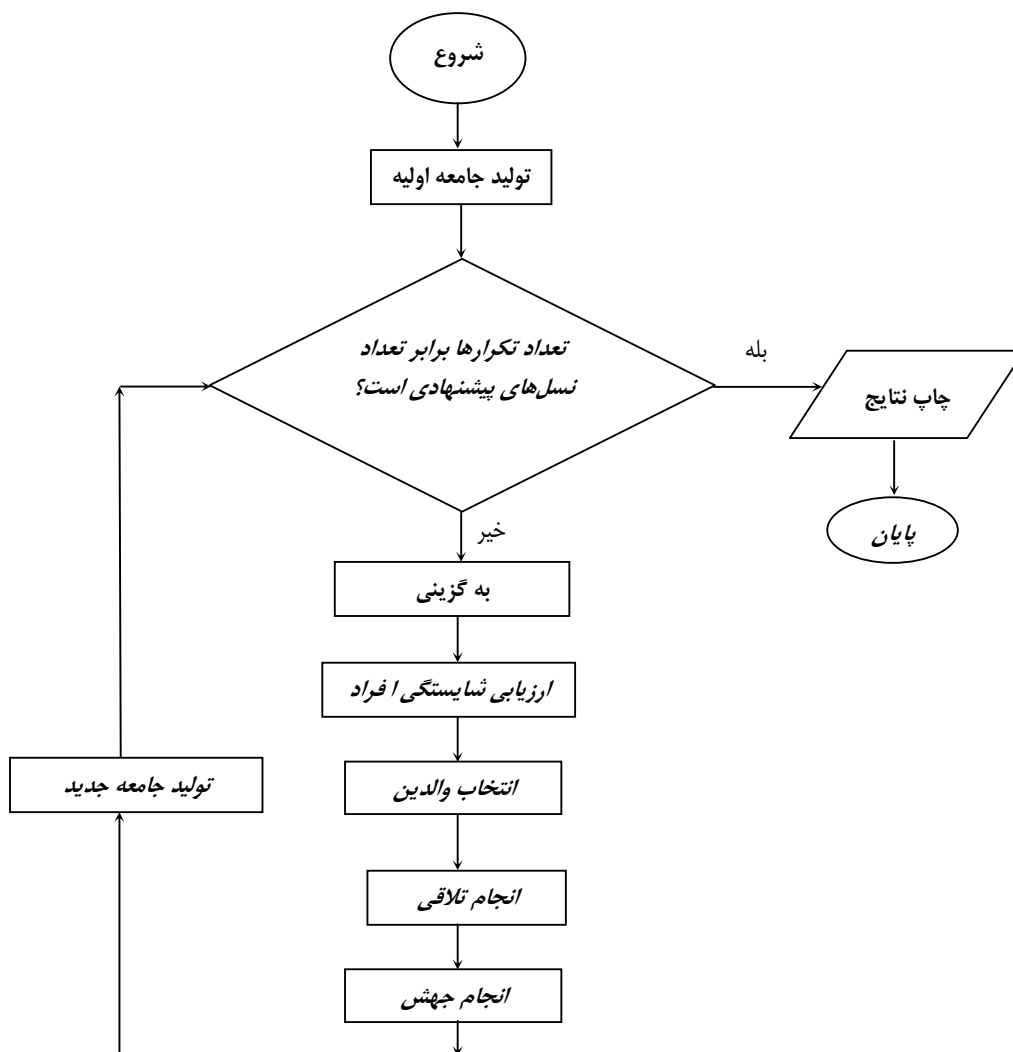 شروع
تولید جامعه اولیه
تعداد تکرارها برابر تعداد
نسل‌های پیشنهادی است؟
بله
چاپ نتایج
پایان
خیر
به گزینی
ارزیابی شایستگی ا فراد
انتخاب والدین
تولید جامعه جدید
انجام تلاقی
انجام جهش